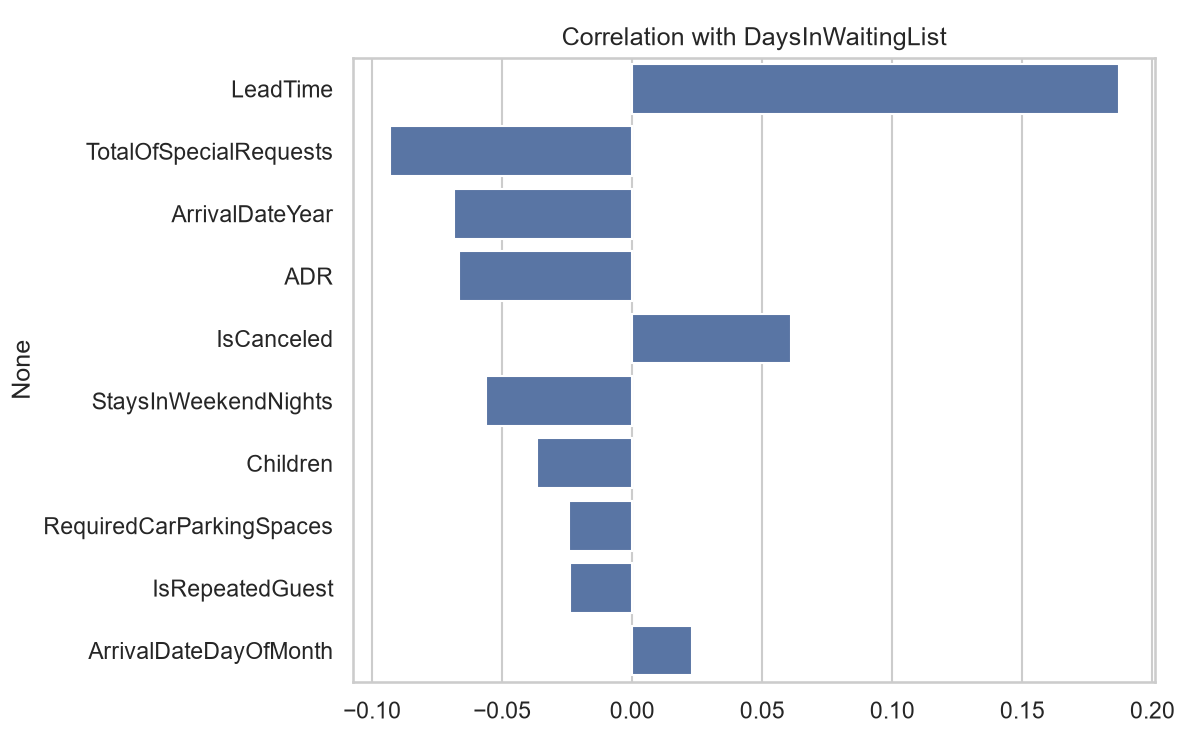 Correlation with DaysInWaitingList
LeadTime
TotalOfSpecialRequests
ArrivalDateYear
ADR
IsCanceled
StaysInWeekendNights
Children
RequiredCarParkingSpaces
IsRepeatedGuest
ArrivalDateDayOfMonth
None
−0.10 −0.05 0.00 0.05 0.10 0.15 0.20